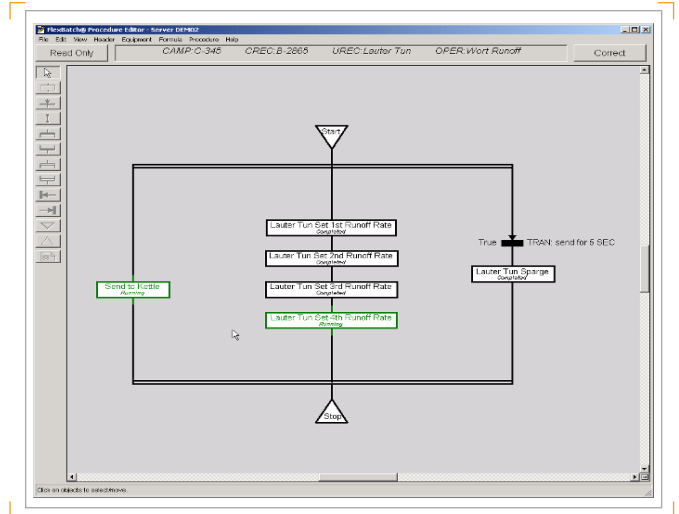 FlexBatch® Procedure Editor - Server DEMO2
File Edit View Header Equipment Formula Procedure Help
Read Only CAMP:C-345 CREC:B-2865 UREC:Lauter Tun OPER:Wort Runoff Correct
Start
Lauter Tun Set 1st Runoff Rate
Completed
True TRAN: send for 5 SEC
Lauter Tun Set 2nd Runoff Rate
Completed
Lauter Tun Sparge
Completed
Send to Kettle
Running
Lauter Tun Set 3rd Runoff Rate
Completed
Lauter Tun Set 4th Runoff Rate
Running
Stop
Click on objects to select/move.